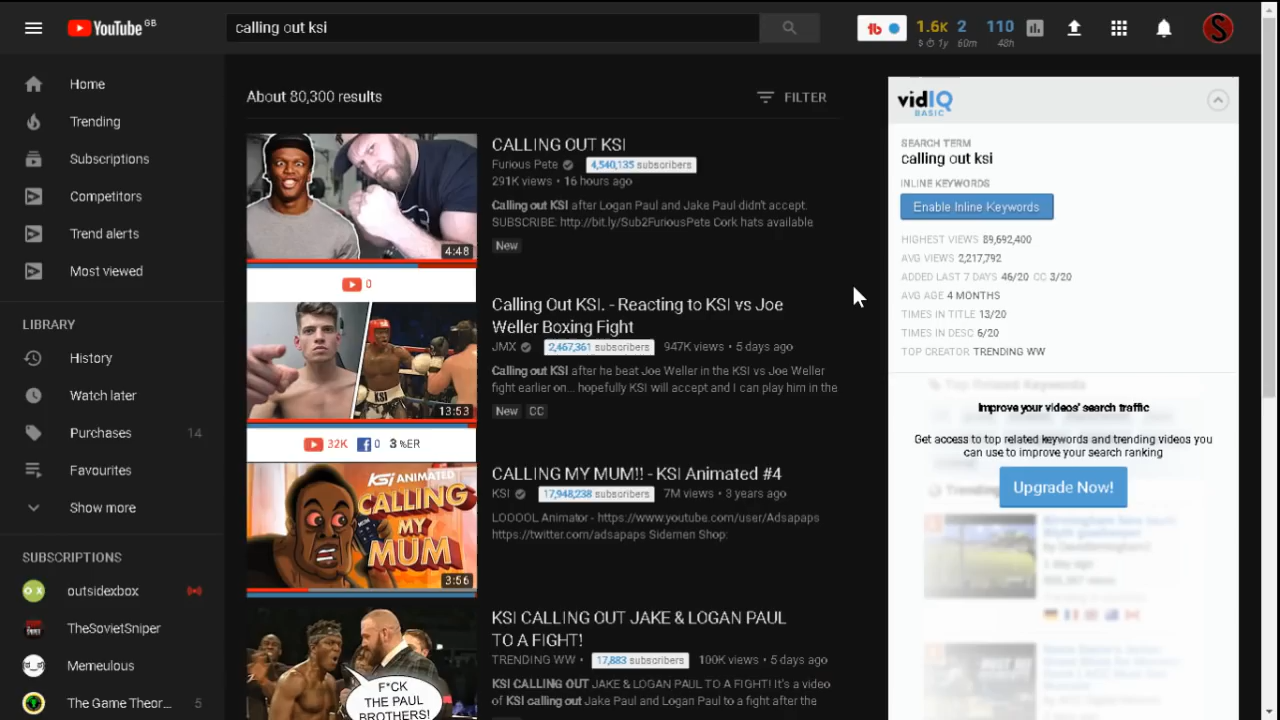 YouTube GB
calling out ksi
1.6K 2 110
1y 60m 48h
Home
Trending
Subscriptions
Competitors
Trend alerts
Most viewed
LIBRARY
History
Watch later
Purchases 14
Favourites
Show more
SUBSCRIPTIONS
outsidexbox
TheSovietSniper
Memeulous
The Game Theor... 5
About 80,300 results
FILTER
4:48
CALLING OUT KSI
Furious Pete 4,540,135 subscribers
291K views • 16 hours ago
Calling out KSI after Logan Paul and Jake Paul didn't accept.
SUBSCRIBE: http://bit.ly/Sub2FuriousPete Cork hats available
New
0
13:53
Calling Out KSI. - Reacting to KSI vs Joe
Weller Boxing Fight
JMX 2,467,361 subscribers 947K views • 5 days ago
Calling out KSI after he beat Joe Weller in the KSI vs Joe Weller
fight earlier on... hopefully KSI will accept and I can play him in the
New CC
32K 0 3 %ER
KSI ANIMATED
CALLING
MY
MUM
3:56
CALLING MY MUM!! - KSI Animated #4
KSI 17,948,238 subscribers 7M views • 3 years ago
LOOOOL Animator - https://www.youtube.com/user/Adsapaps
https://twitter.com/adsapaps Sidemen Shop:
F*CK
THE PAUL
BROTHERS!
KSI CALLING OUT JAKE & LOGAN PAUL
TO A FIGHT!
TRENDING WW • 17,883 subscribers 100K views • 5 days ago
KSI CALLING OUT JAKE & LOGAN PAUL TO A FIGHT! It's a video
of KSI calling out Jake Paul and Logan Paul to a fight after the
vidIQ
BASIC
SEARCH TERM
calling out ksi
INLINE KEYWORDS
Enable Inline Keywords
HIGHEST VIEWS 89,692,400
AVG VIEWS 2,217,792
ADDED LAST 7 DAYS 46/20 CC 3/20
AVG AGE 4 MONTHS
TIMES IN TITLE 13/20
TIMES IN DESC 6/20
TOP CREATOR TRENDING WW
Improve your videos' search traffic
Get access to top related keywords and trending videos you
can use to improve your search ranking
Upgrade Now!